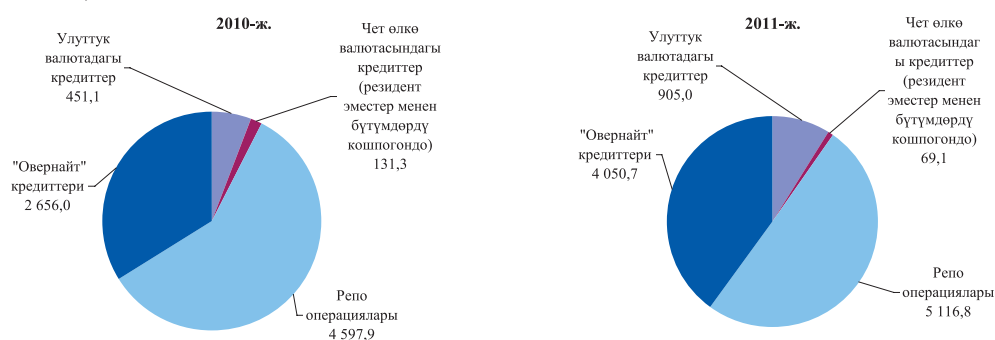 2010-ж.
Улуттук
валютадагы
кредиттер
451,1
Чет өлкө
валютасындагы
кредиттер
(резидент
эместер менен
бүтүмдөрдү
кошпогондо)
131,3
"Овернайт"
кредиттери
2 656,0
Репо
операциялары
4 597,9
2011-ж.
Улуттук
валютадагы
кредиттер
905,0
Чет өлкө
валютасындаг
ы кредиттер
(резидент
эместер менен
бүтүмдөрдү
кошпогондо)
69,1
"Овернайт"
кредиттери
4 050,7
Репо
операциялары
5 116,8